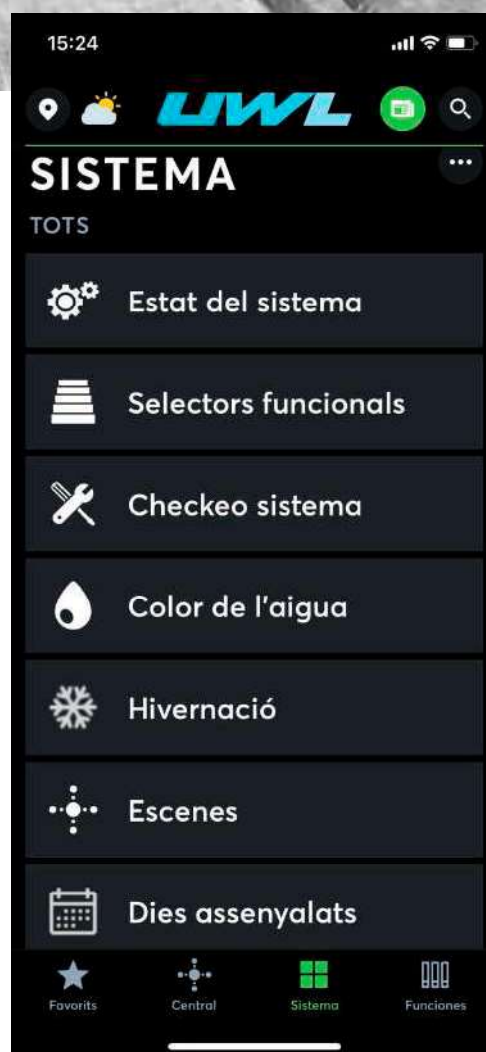 15:24
UWL
SISTEMA
TOTS
Estat del sistema
Selectors funcionals
Checkeo sistema
Color de l'aigua
Hivernació
Escenes
Dies assenyalats
Favorits
Central
Sistema
Funciones